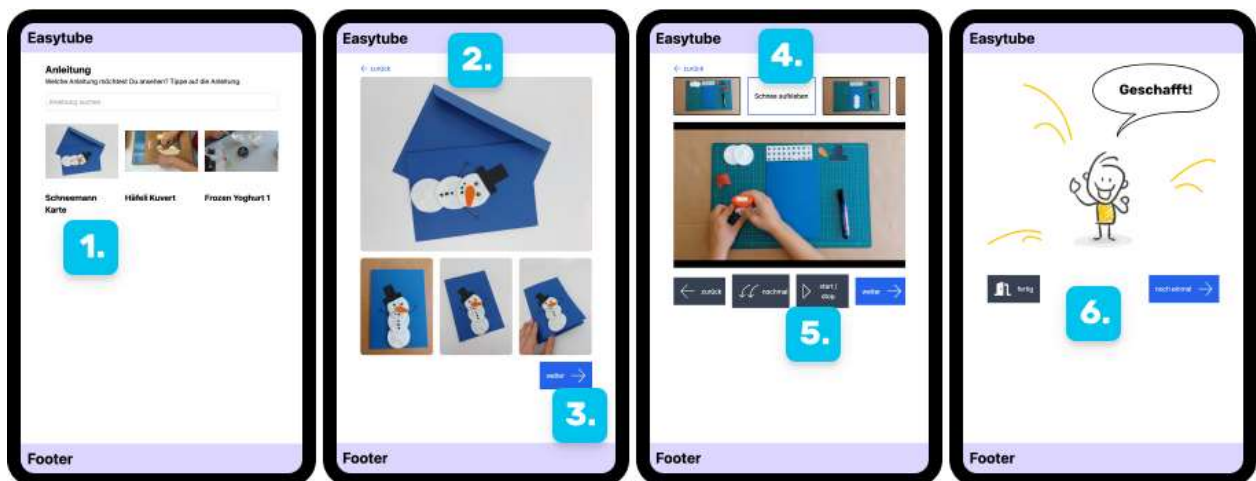 Easytube
Anleitung
Welche Anleitung möchtest Du ansehen? Tippe auf die Anleitung.
Anleitung suchen
Schneemann
Karte
Häfeli Kuvert
Frozen Yoghurt 1
1.
Footer
Easytube
2.
← zurück
weiter →
3.
Footer
Easytube
4.
← zurück
Schnee aufkleben
← zurück
nochmal
start /
stop
weiter →
5.
Footer
Easytube
Geschafft!
fertig
noch einmal →
6.
Footer